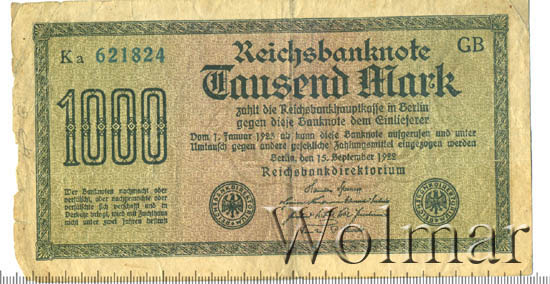 Ka 621824
Reichsbanknote
GB
Tausend Mark
1000
zahlt die Reichsbankhauptkasse in Berlin
gegen diese Banknote dem Einlieferer
Vom 1. Januar 1923 ab kann diese Banknote aufgerufen und unter
Umtausch gegen andere gesetzliche Zahlungsmittel eingezogen werden
Berlin, den 15. September 1922
Reichsbankdirektorium
Wer Banknoten nachmacht oder
verfälscht, oder nachgemachte oder
verfälschte sich verschafft und in
Verkehr bringt, wird mit Zuchthaus
nicht unter zwei Jahren bestraft
Wolmar